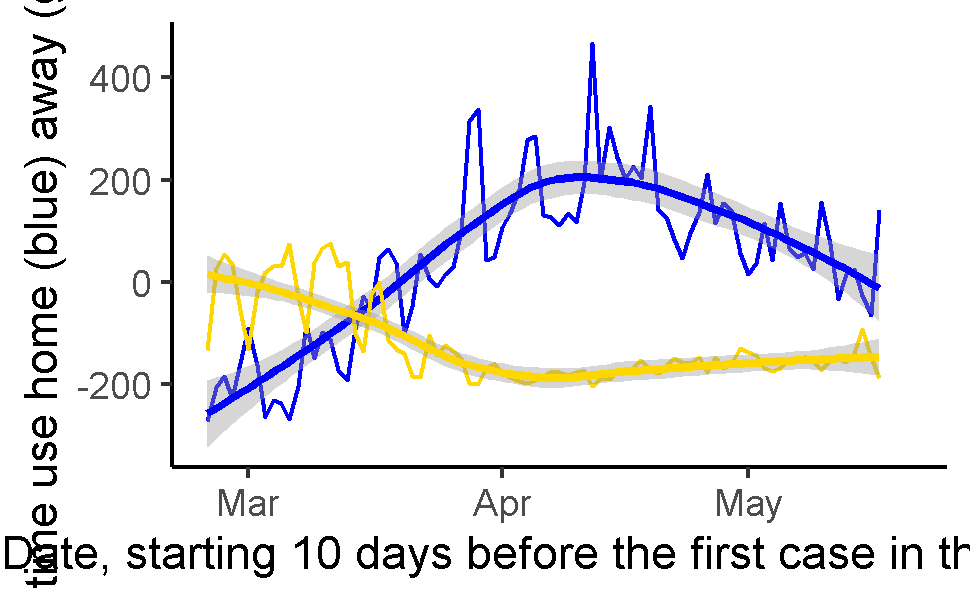 time use home (blue) away (
400
200
0
-200
Mar Apr May
Date, starting 10 days before the first case in th